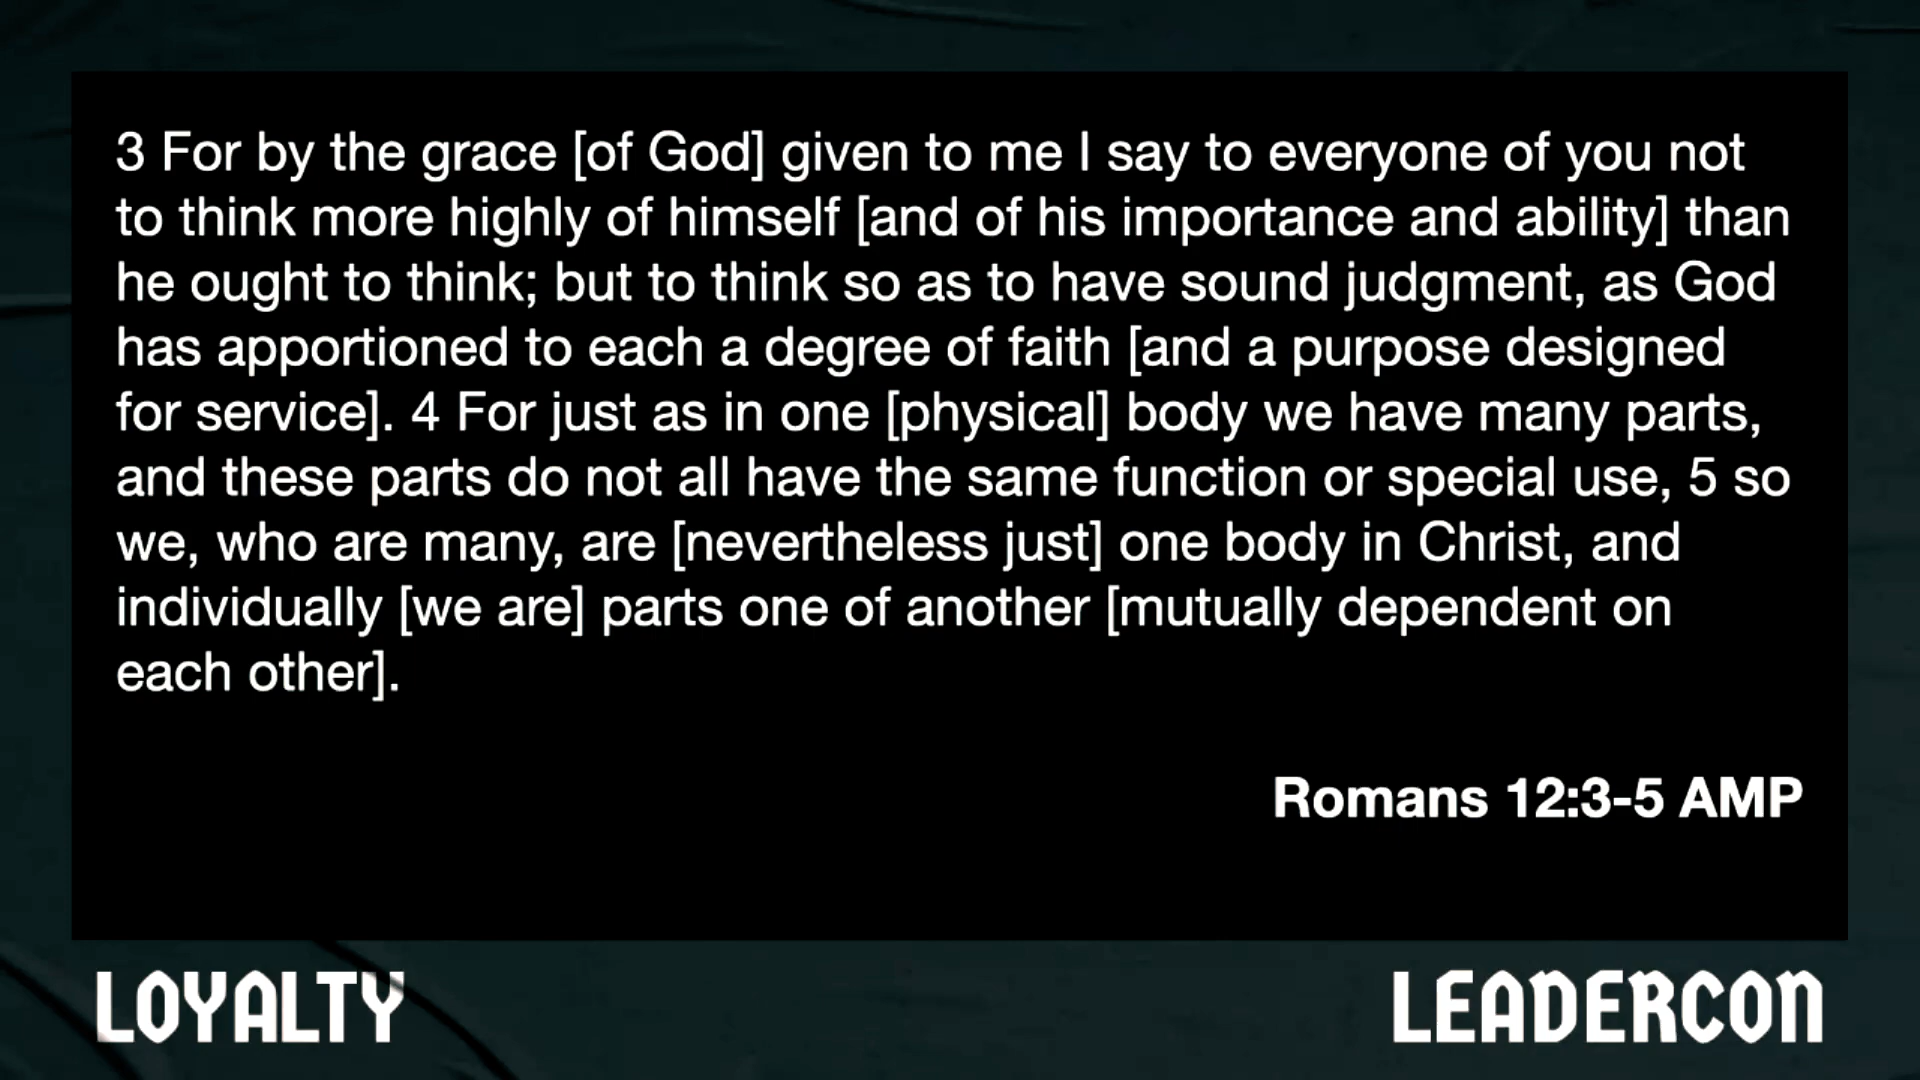 3 For by the grace [of God] given to me I say to everyone of you not
to think more highly of himself [and of his importance and ability] than
he ought to think; but to think so as to have sound judgment, as God
has apportioned to each a degree of faith [and a purpose designed
for service]. 4 For just as in one [physical] body we have many parts,
and these parts do not all have the same function or special use, 5 so
we, who are many, are [nevertheless just] one body in Christ, and
individually [we are] parts one of another [mutually dependent on
each other].
Romans 12:3-5 AMP
LOYALTY
LEADERCON